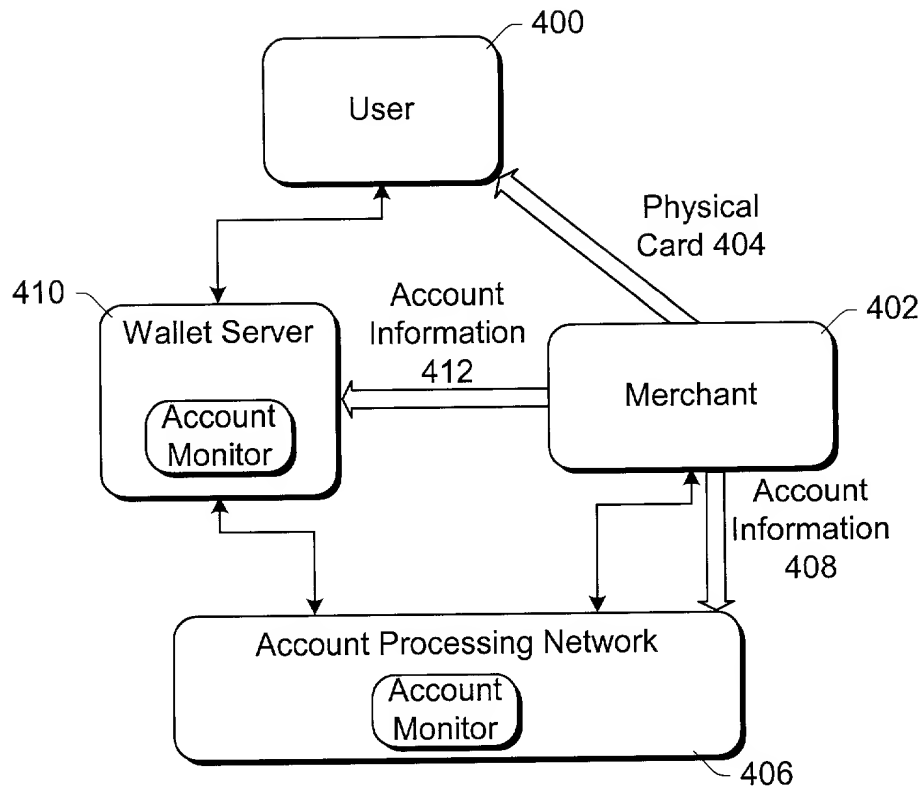 400
User
Physical
Card 404
410
Wallet Server
Account
Information
412
402
Merchant
Account
Monitor
Account
Information
408
Account Processing Network
Account
Monitor
406